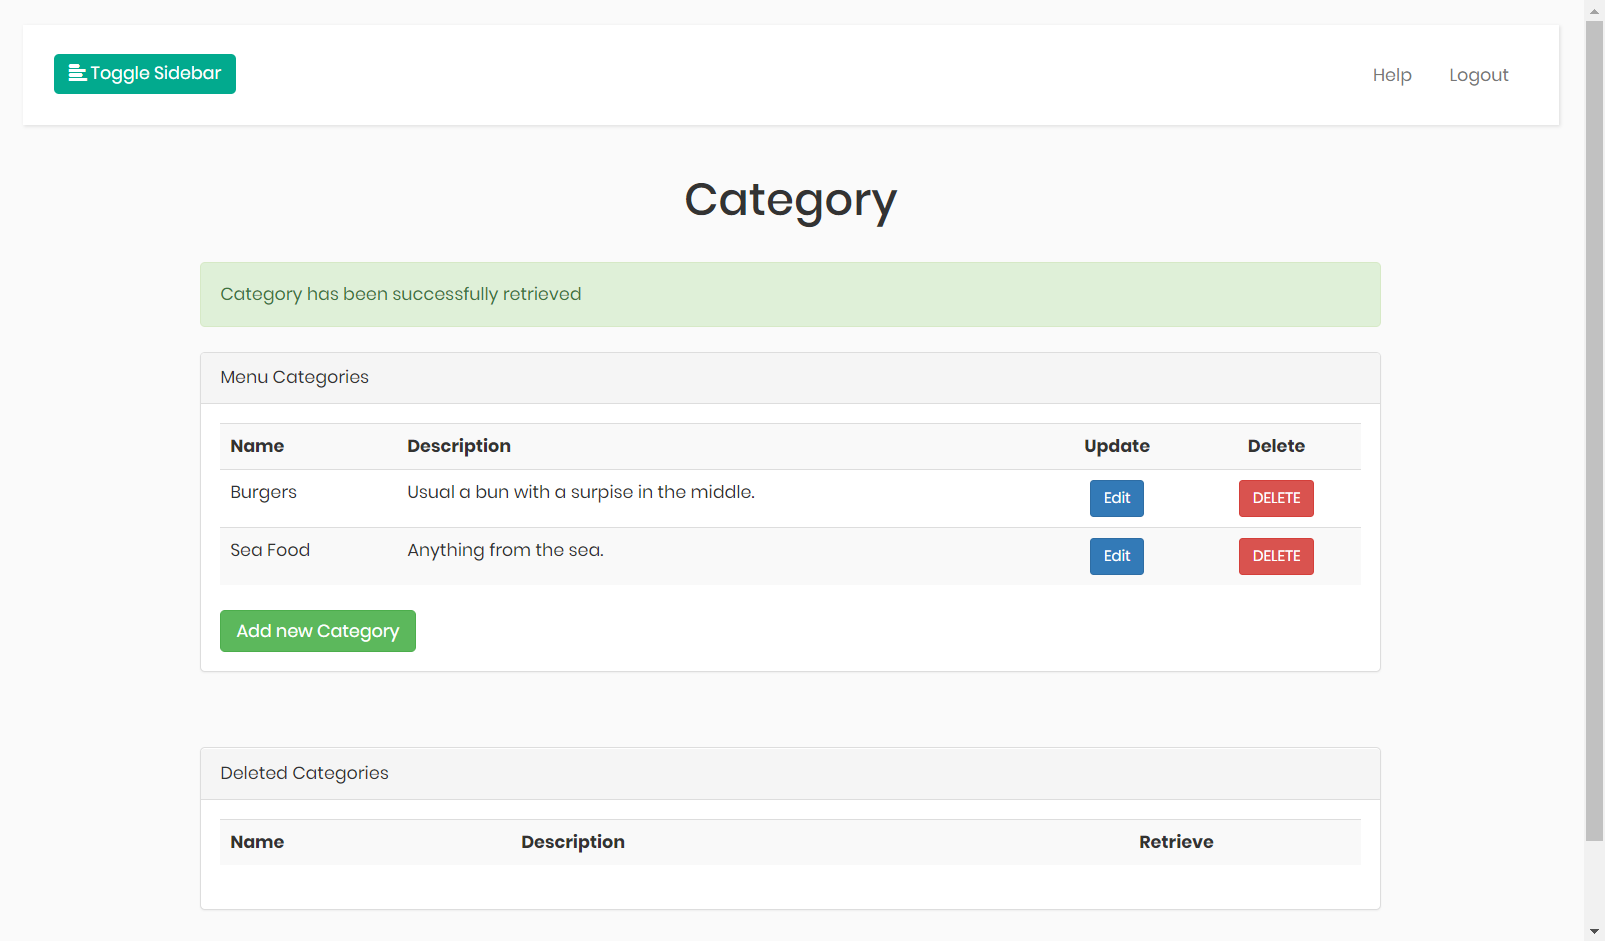 Toggle Sidebar Help Logout
Category
Category has been successfully retrieved
Menu Categories
Name Description Update Delete
Burgers Usual a bun with a surpise in the middle. Edit DELETE
Sea Food Anything from the sea. Edit DELETE
Add new Category
Deleted Categories
Name Description Retrieve